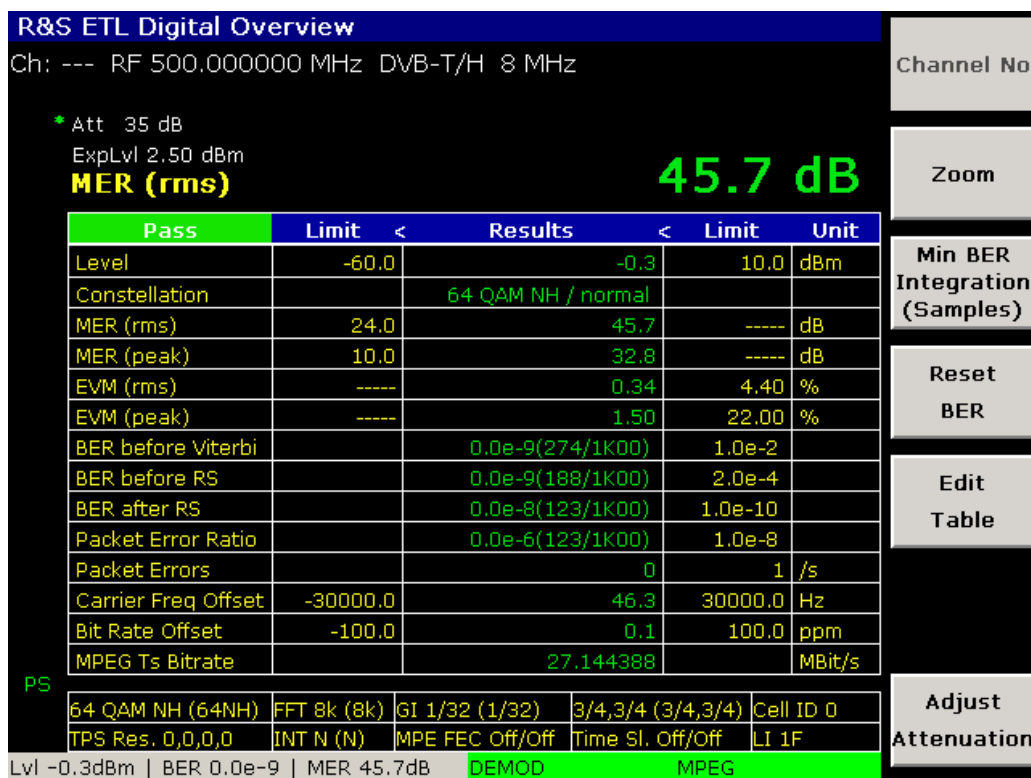 R&S ETL Digital Overview
Ch: --- RF 500.000000 MHz DVB-T/H 8 MHz
* Att 35 dB
ExpLvl 2.50 dBm
MER (rms) 45.7 dB
Pass Limit < Results < Limit Unit
Level -60.0 -0.3 10.0 dBm
Constellation 64 QAM NH / normal
MER (rms) 24.0 45.7 ----- dB
MER (peak) 10.0 32.8 ----- dB
EVM (rms) ----- 0.34 4.40 %
EVM (peak) ----- 1.50 22.00 %
BER before Viterbi 0.0e-9(274/1K00) 1.0e-2
BER before RS 0.0e-9(188/1K00) 2.0e-4
BER after RS 0.0e-8(123/1K00) 1.0e-10
Packet Error Ratio 0.0e-6(123/1K00) 1.0e-8
Packet Errors 0 1 /s
Carrier Freq Offset -30000.0 46.3 30000.0 Hz
Bit Rate Offset -100.0 0.1 100.0 ppm
MPEG Ts Bitrate 27.144388 MBit/s
PS
64 QAM NH (64NH) FFT 8k (8k) GI 1/32 (1/32) 3/4,3/4 (3/4,3/4) Cell ID 0
TPS Res. 0,0,0,0 INT N (N) MPE FEC Off/Off Time Sl. Off/Off LI 1F
Lvl -0.3dBm | BER 0.0e-9 | MER 45.7dB DEMOD MPEG
Channel No
Zoom
Min BER
Integration
(Samples)
Reset
BER
Edit
Table
Adjust
Attenuation